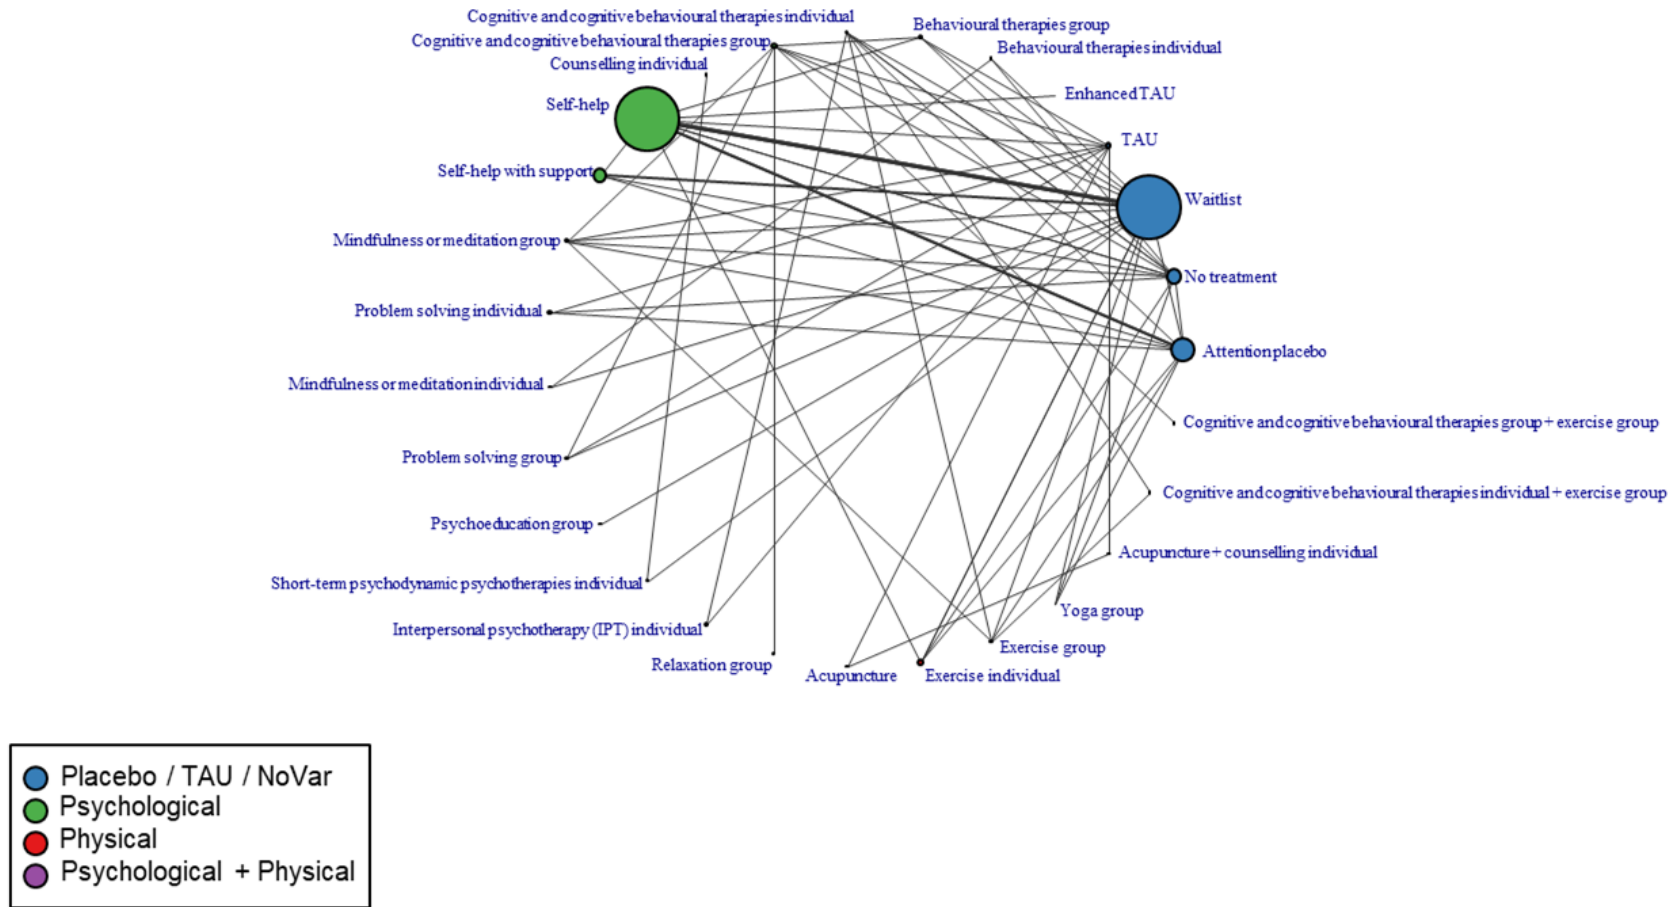 Cognitive and cognitive behavioural therapies individual
Cognitive and cognitive behavioural therapies group
Counselling individual
Self-help
Self-help with support
Mindfulness or meditation group
Problem solving individual
Mindfulness or meditation individual
Problem solving group
Psychoeducation group
Short-term psychodynamic psychotherapies individual
Interpersonal psychotherapy (IPT) individual
Relaxation group
Acupuncture
Exercise individual
Exercise group
Yoga group
Acupuncture + counselling individual
Cognitive and cognitive behavioural therapies individual + exercise group
Cognitive and cognitive behavioural therapies group + exercise group
Attention placebo
No treatment
Waitlist
TAU
Enhanced TAU
Behavioural therapies individual
Behavioural therapies group
Placebo / TAU / NoVar
Psychological
Physical
Psychological + Physical